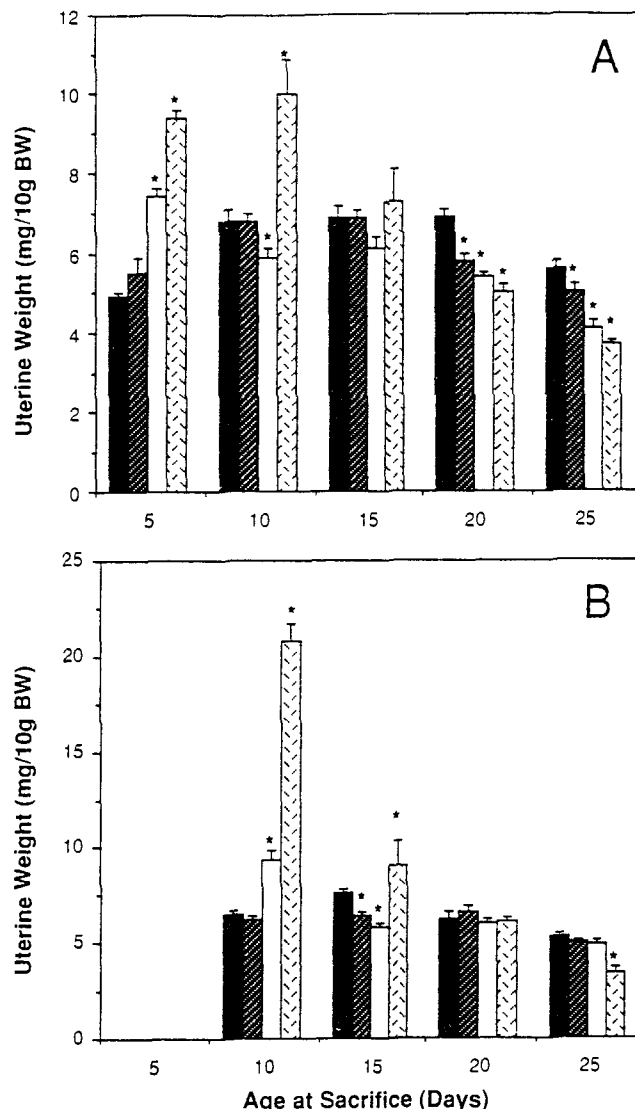 A
Uterine Weight (mg/10g BW)
12
10
8
6
4
2
0
* * * * * * * * * *
5 10 15 20 25
B
Uterine Weight (mg/10g BW)
25
20
15
10
5
0
* * * * * *
5 10 15 20 25
Age at Sacrifice (Days)